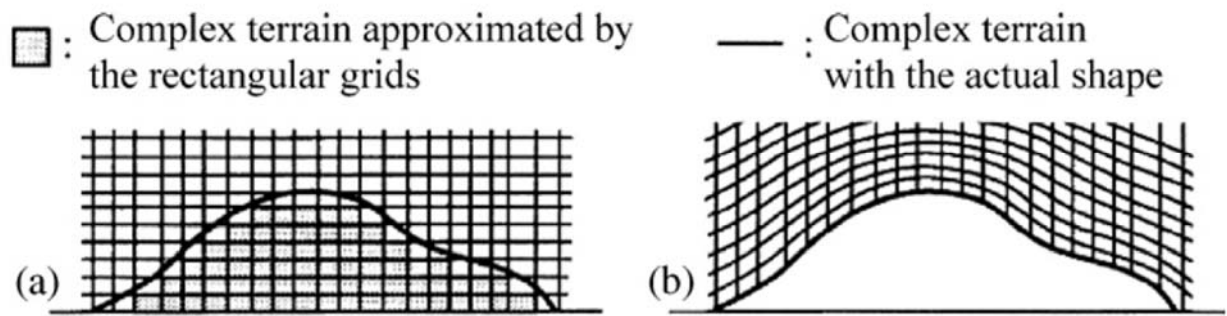 : Complex terrain approximated by
the rectangular grids
: Complex terrain
with the actual shape
(a)
(b)